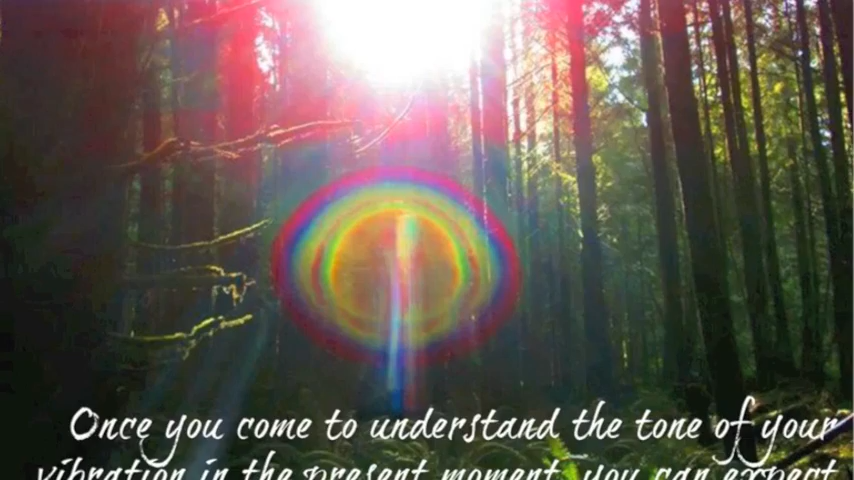 Once you come to understand the tone of your
vibration in the present moment, you can expect